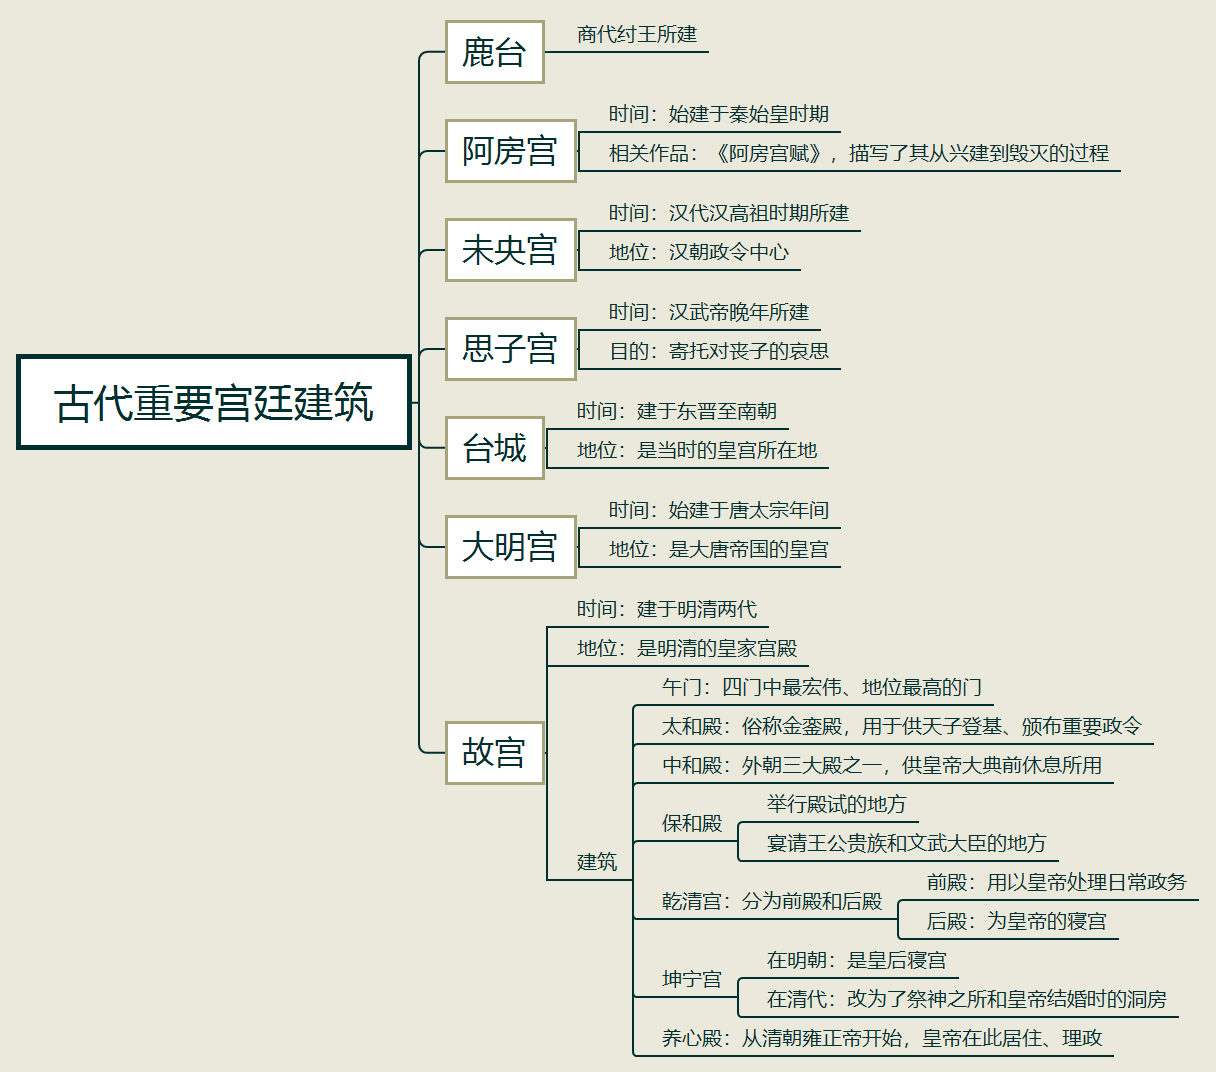 古代重要宫廷建筑
鹿台
商代纣王所建
阿房宫
时间：始建于秦始皇时期
相关作品：《阿房宫赋》，描写了其从兴建到毁灭的过程
未央宫
时间：汉代汉高祖时期所建
地位：汉朝政令中心
思子宫
时间：汉武帝晚年所建
目的：寄托对丧子的哀思
台城
时间：建于东晋至南朝
地位：是当时的皇宫所在地
大明宫
时间：始建于唐太宗年间
地位：是大唐帝国的皇宫
故宫
时间：建于明清两代
地位：是明清的皇家宫殿
建筑
午门：四门中最宏伟、地位最高的门
太和殿：俗称金銮殿，用于供天子登基、颁布重要政令
中和殿：外朝三大殿之一，供皇帝大典前休息所用
保和殿
举行殿试的地方
宴请王公贵族和文武大臣的地方
乾清宫：分为前殿和后殿
前殿：用以皇帝处理日常政务
后殿：为皇帝的寝宫
坤宁宫
在明朝：是皇后寝宫
在清代：改为了祭神之所和皇帝结婚时的洞房
养心殿：从清朝雍正帝开始，皇帝在此居住、理政